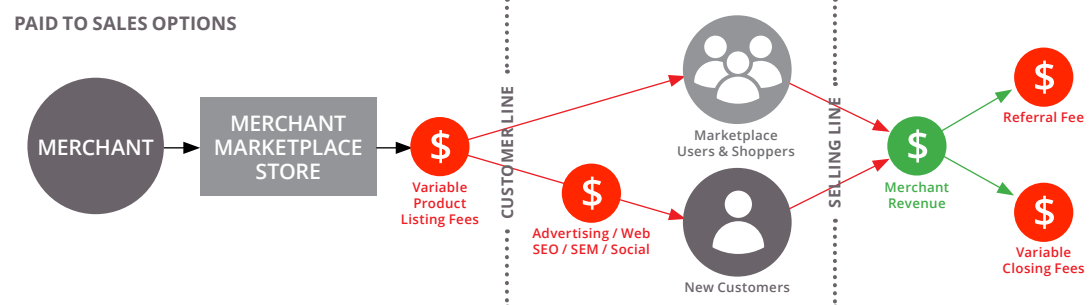 PAID TO SALES OPTIONS
MERCHANT
MERCHANT
MARKETPLACE
STORE
$
Variable
Product
Listing Fees
CUSTOMER LINE
$
Advertising / Web
SEO / SEM / Social
Marketplace
Users & Shoppers
New Customers
SELLING LINE
$
Merchant
Revenue
$
Referral Fee
$
Variable
Closing Fees